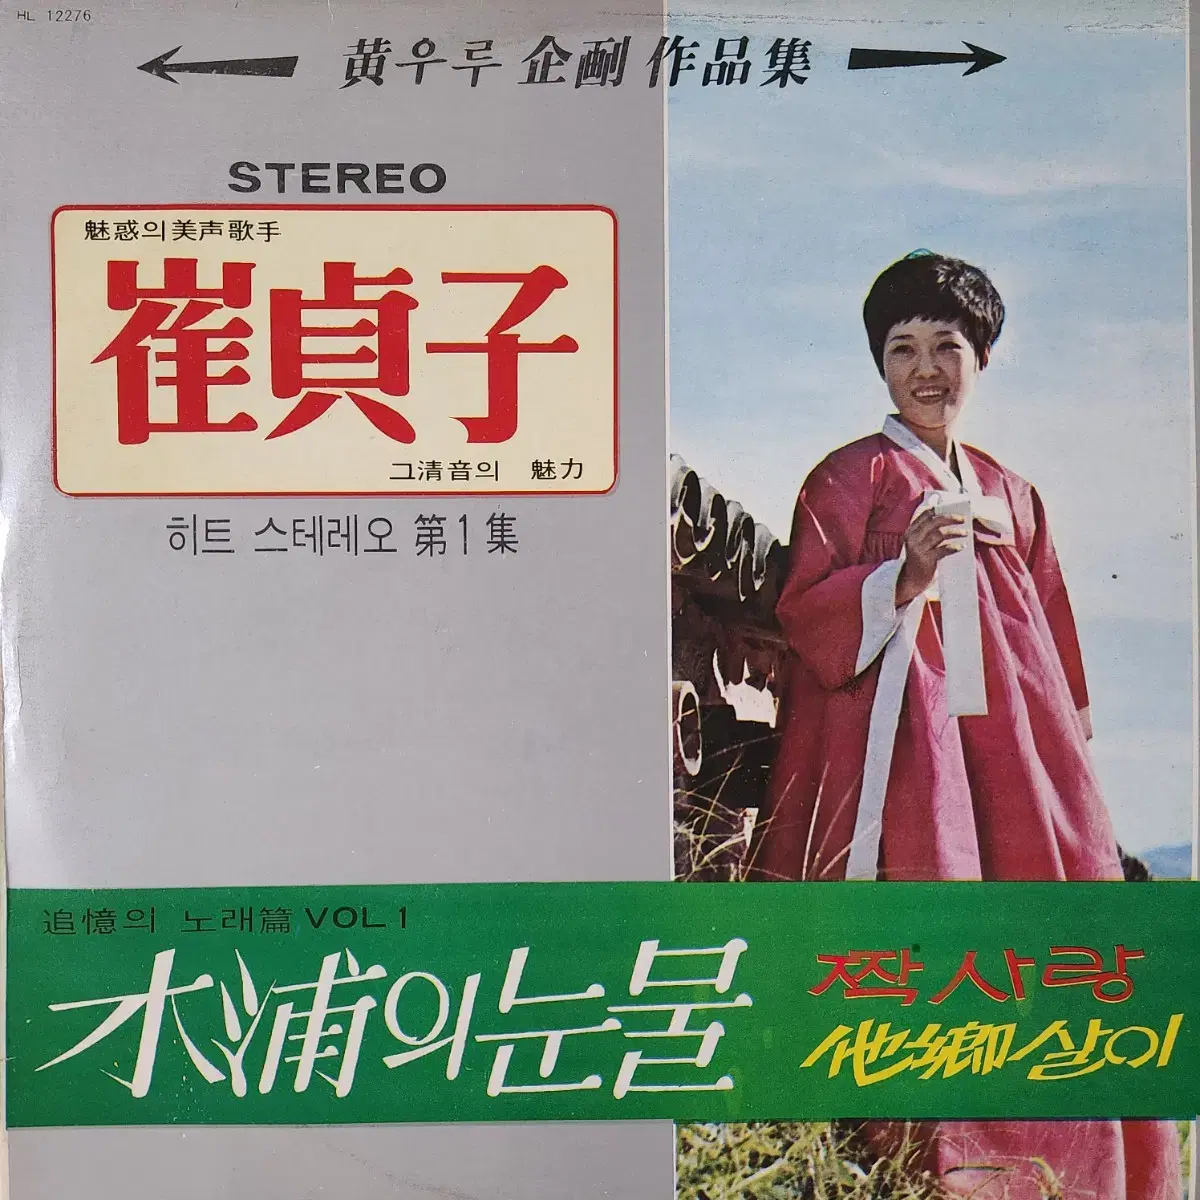 HL 12276
黄우루 企劃 作品集
STEREO
魅惑의美声歌手
崔貞子
그清音의 魅力
히트 스테레오 第1集
追憶의 노래篇 VOL 1
木浦의눈물
짝사랑
他鄕살이